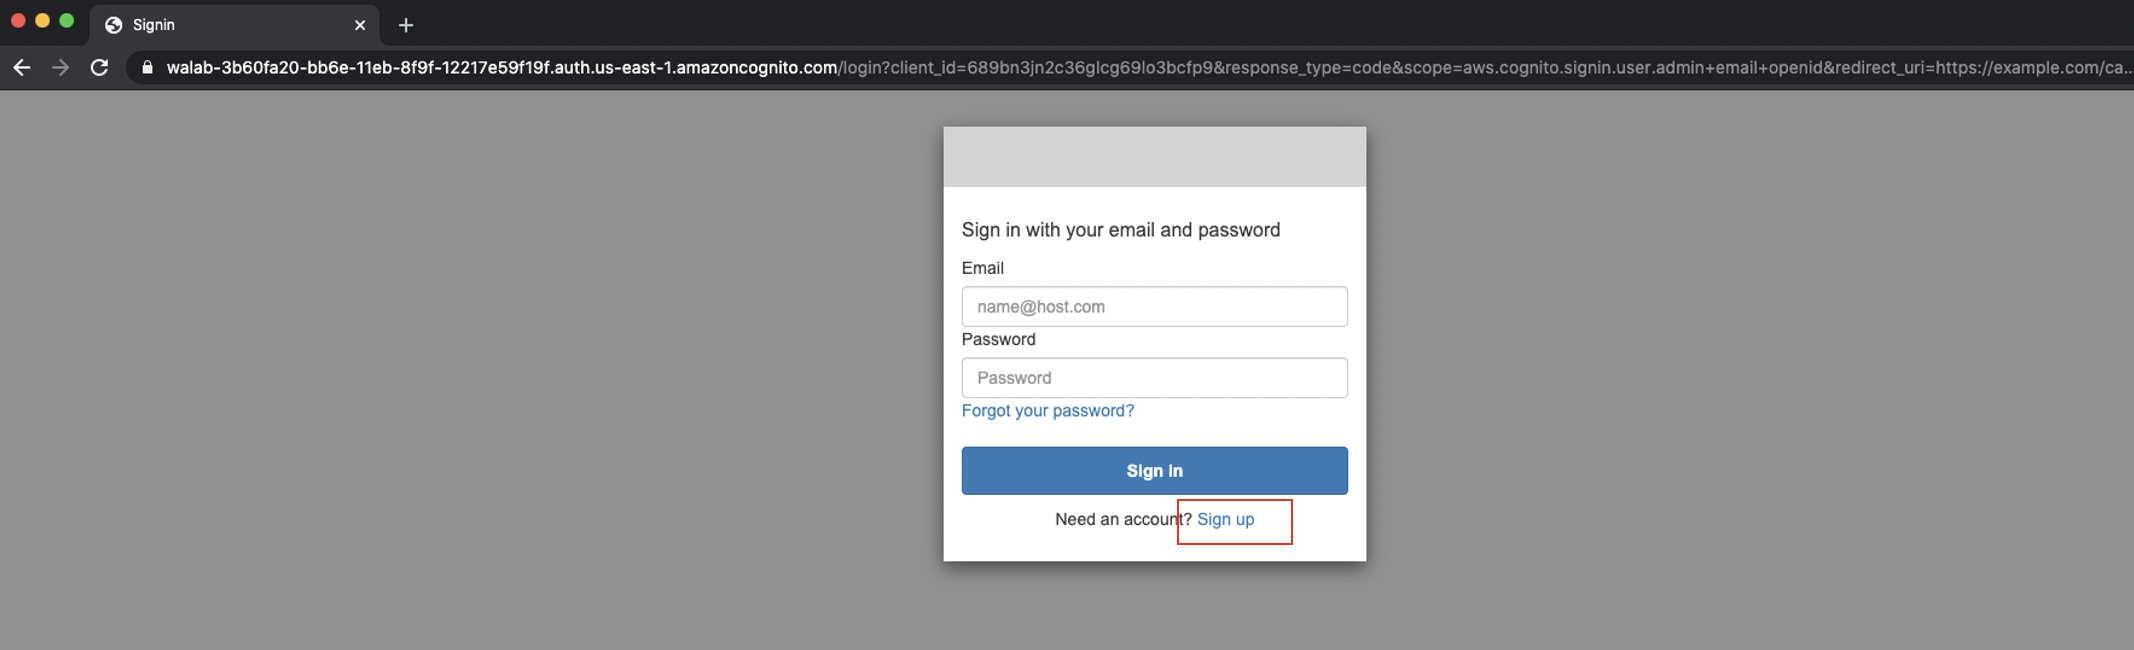 Signin
walab-3b60fa20-bb6e-11eb-8f9f-12217e59f19f.auth.us-east-1.amazoncognito.com/login?client_id=689bn3jn2c36glcg69lo3bcfp9&response_type=code&scope=aws.cognito.signin.user.admin+email+openid&redirect_uri=https://example.com/ca...
Sign in with your email and password
Email
name@host.com
Password
Password
Forgot your password?
Sign in
Need an account? Sign up